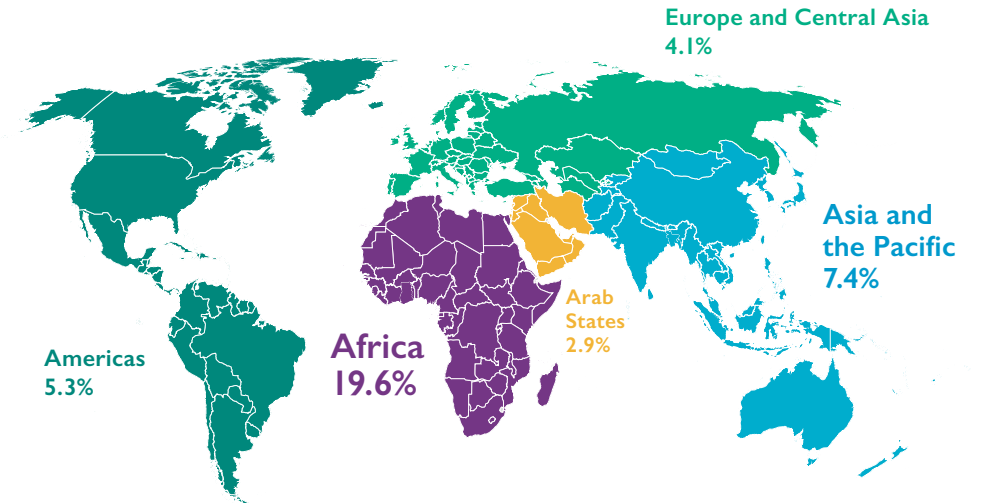 Europe and Central Asia
4.1%
Asia and
the Pacific
7.4%
Arab
States
2.9%
Africa
19.6%
Americas
5.3%